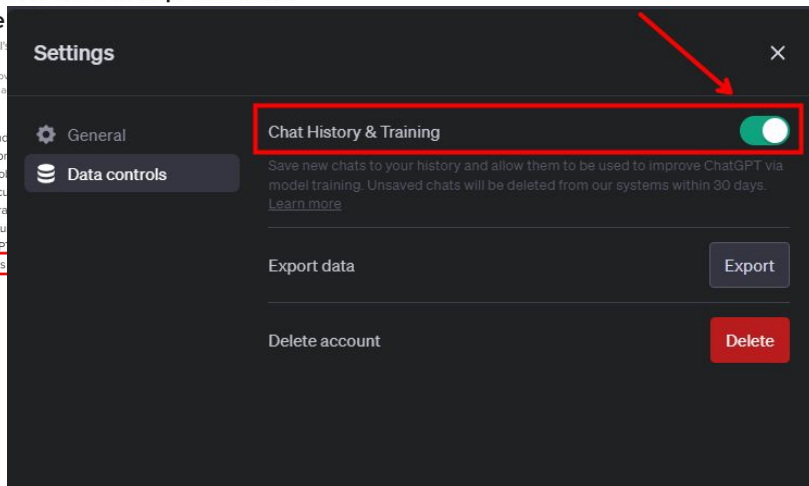 Settings
General
Data controls
Chat History & Training
Save new chats to your history and allow them to be used to improve ChatGPT via
model training. Unsaved chats will be deleted from our systems within 30 days.
Learn more
Export data
Export
Delete account
Delete